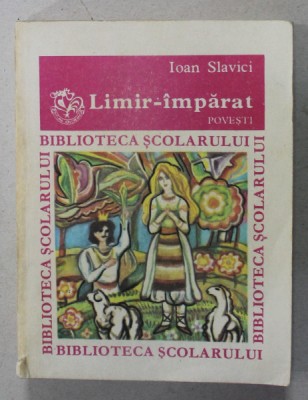 Ioan Slavici
Limir-împărat
POVEȘTI
BIBLIOTECA ȘCOLARULUI
BIBLIOTECA ȘCOLARULUI
BIBLIOTECA ȘCOLARULUI
BIBLIOTECA ȘCOLARULUI